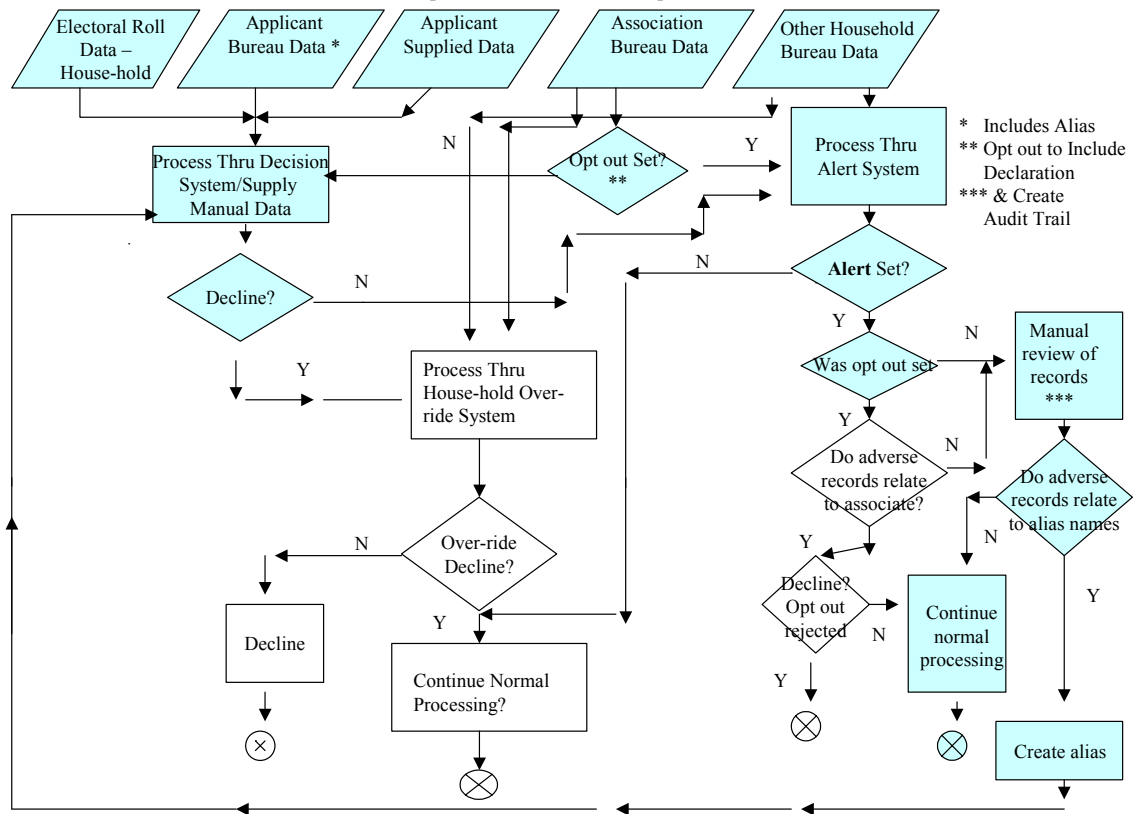 Electoral Roll
Data –
House-hold
Applicant
Bureau Data *
Applicant
Supplied Data
Association
Bureau Data
Other Household
Bureau Data
* Includes Alias
** Opt out to Include
Declaration
*** & Create
Audit Trail
Process Thru Decision
System/Supply
Manual Data
N
Opt out Set?
**
Y
Process Thru
Alert System
Decline?
N
N
Alert Set?
Y
Y
Process Thru
House-hold Over-
ride System
Was opt out set
N
Manual
review of
records
***
Y
Do adverse
records relate
to associate?
N
Do adverse
records relate
to alias names
N
Over-ride
Decline?
N
Y
Y
Decline?
Opt out
rejected
N
Continue
normal
processing
Y
Decline
Y
Continue Normal
Processing?
Y
Create alias